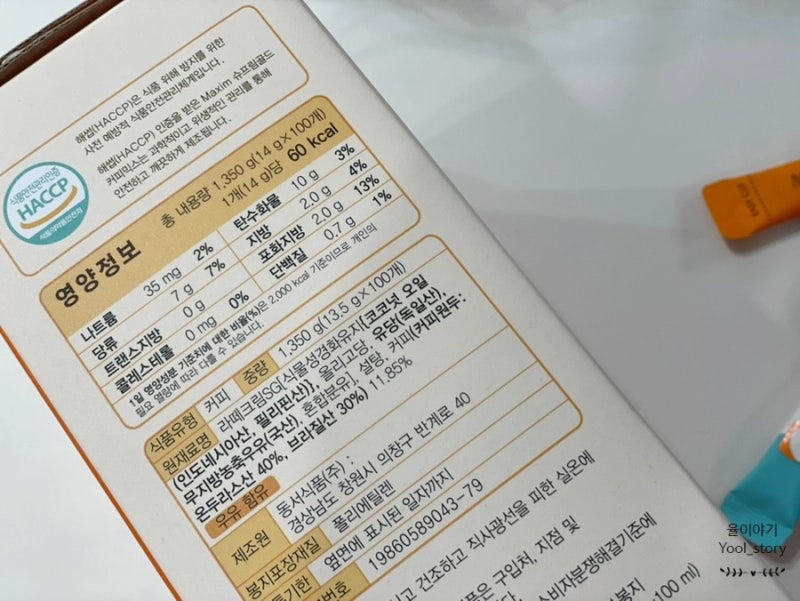 해썹(HACCP)은 식품 위해 방지를 위한
사전 예방적 식품안전관리체계입니다.
해썹(HACCP) 인증을 받은 Maxim 슈프림골드
커피믹스는 과학적이고 위생적인 관리를 통해
안전하고 깨끗하게 제조됩니다.
식품안전관리인증
HACCP
식품의약품안전처
영양정보
총 내용량 1,350 g(14 g×100개)
1개(14 g)당 60 kcal
나트륨 35 mg 2% 탄수화물 10 g 3%
당류 7 g 7% 지방 2.0 g 4%
트랜스지방 0 g 포화지방 2.0 g 13%
콜레스테롤 0 mg 0% 단백질 0.7 g 1%
1일 영양성분 기준치에 대한 비율(%)은 2,000 kcal 기준이므로 개인의
필요 열량에 따라 다를 수 있습니다.
식품유형 커피 중량 1,350 g(13.5 g×100개)
원재료명 라떼크림SG{식물성경화유지[코코넛 오일
(인도네시아산, 필리핀산)], 올리고당, 유당(독일산),
무지방농축우유(국산), 혼합분유}, 설탕, 커피(커피원두:
온두라스산 40%, 브라질산 30%) 11.85%
우유 함유
제조원 동서식품(주) :
경상남도 창원시 의창구 반계로 40
봉지포장재질 폴리에틸렌
옆면에 표시된 일자까지
번호 19860589043-79
건조하고 직사광선을 피한 실온에
구입처, 지점 및
소비자분쟁해결기준에
100 ml)
율이야기
Yool_story